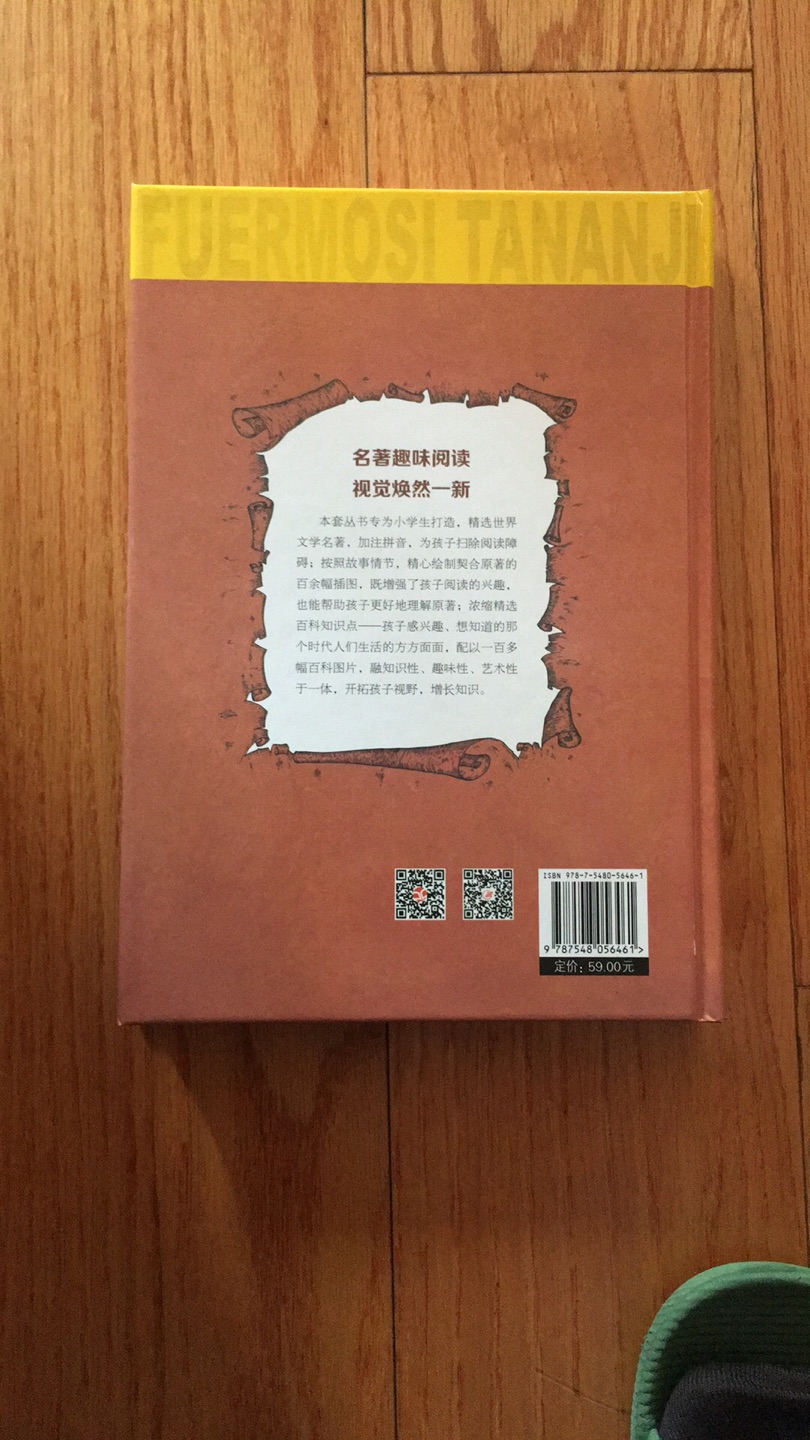 FUERMOSI TANANJI
名著趣味阅读
视觉焕然一新
本套丛书专为小学生打造，精选世界
文学名著，加注拼音，为孩子扫除阅读障
碍；按照故事情节，精心绘制契合原著的
百余幅插图，既增强了孩子阅读的兴趣，
也能帮助孩子更好地理解原著；浓缩精选
百科知识点——孩子感兴趣、想知道的那
个时代人们生活的方方面面，配以一百多
幅百科图片，融知识性、趣味性、艺术性
于一体，开拓孩子视野，增长知识。
ISBN 978-7-5480-5646-1
9 787548 056461 >
定价：59.00元